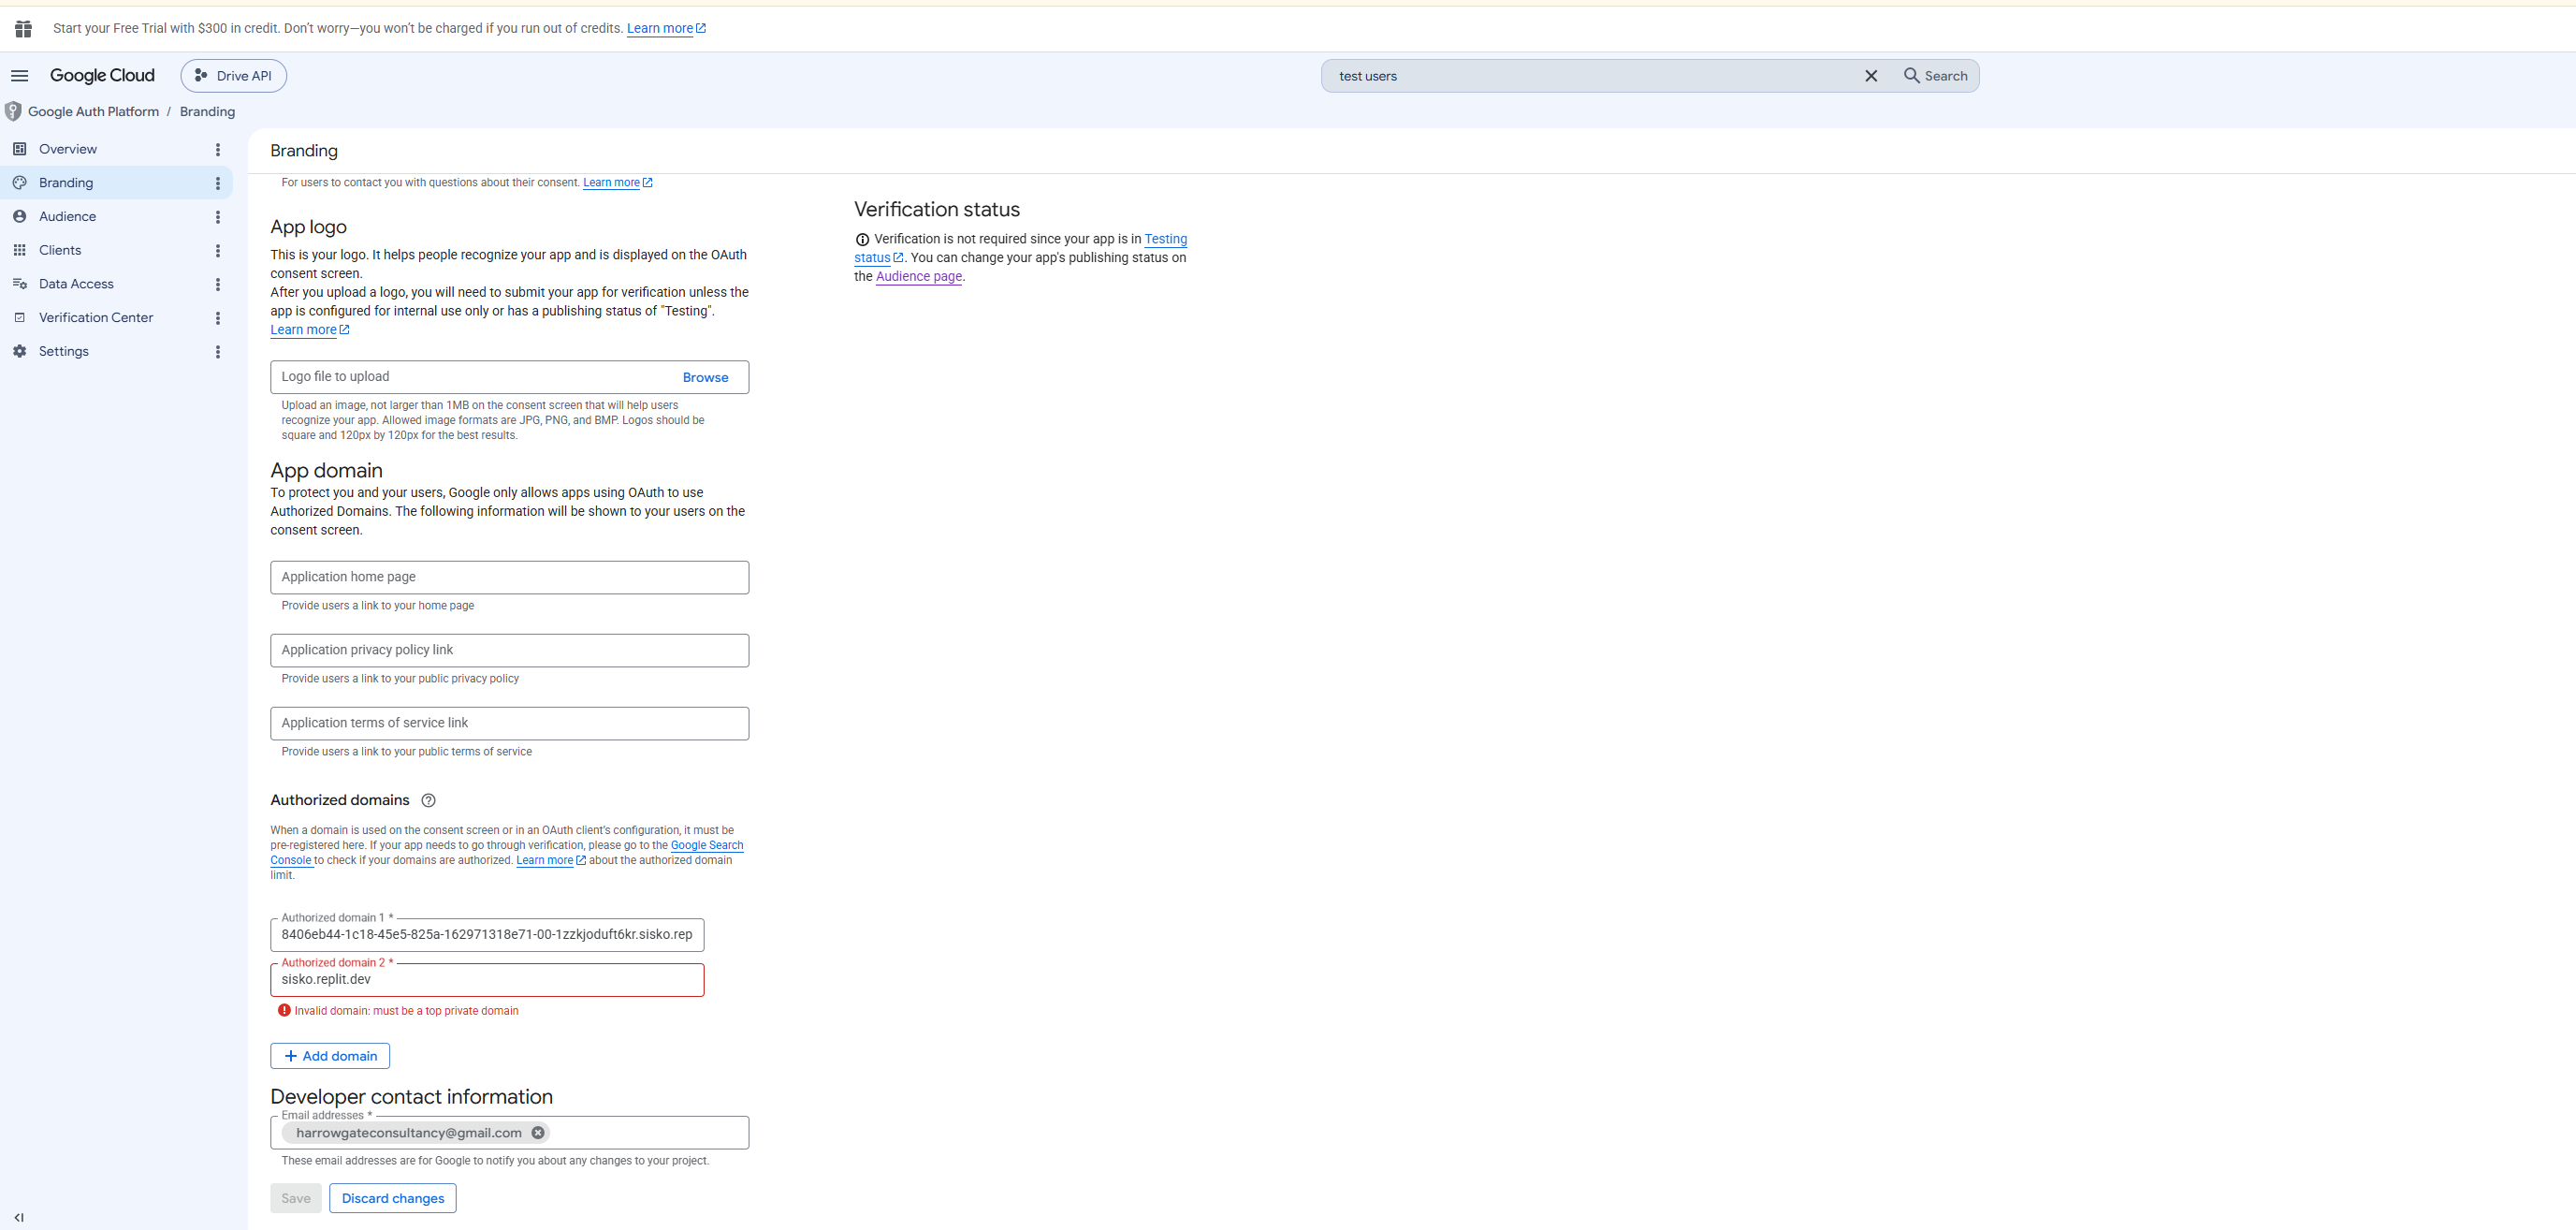 Start your Free Trial with $300 in credit. Don't worry—you won't be charged if you run out of credits. Learn more
Google Cloud
Drive API
test users
Search
Google Auth Platform / Branding
Overview
Branding
Audience
Clients
Data Access
Verification Center
Settings
Branding
For users to contact you with questions about their consent. Learn more
App logo
This is your logo. It helps people recognize your app and is displayed on the OAuth
consent screen.
After you upload a logo, you will need to submit your app for verification unless the
app is configured for internal use only or has a publishing status of "Testing".
Learn more
Logo file to upload
Browse
Upload an image, not larger than 1MB on the consent screen that will help users
recognize your app. Allowed image formats are JPG, PNG, and BMP. Logos should be
square and 120px by 120px for the best results.
App domain
To protect you and your users, Google only allows apps using OAuth to use
Authorized Domains. The following information will be shown to your users on the
consent screen.
Application home page
Provide users a link to your home page
Application privacy policy link
Provide users a link to your public privacy policy
Application terms of service link
Provide users a link to your public terms of service
Authorized domains
When a domain is used on the consent screen or in an OAuth client's configuration, it must be
pre-registered here. If your app needs to go through verification, please go to the Google Search
Console to check if your domains are authorized. Learn more about the authorized domain
limit.
Authorized domain 1 *
8406eb44-1c18-45e5-825a-162971318e71-00-1zzkjoduft6kr.sisko.rep
Authorized domain 2 *
sisko.replit.dev
Invalid domain: must be a top private domain
Add domain
Developer contact information
Email addresses *
harrowgateconsultancy@gmail.com
These email addresses are for Google to notify you about any changes to your project.
Save
Discard changes
Verification status
Verification is not required since your app is in Testing
status. You can change your app's publishing status on
the Audience page.